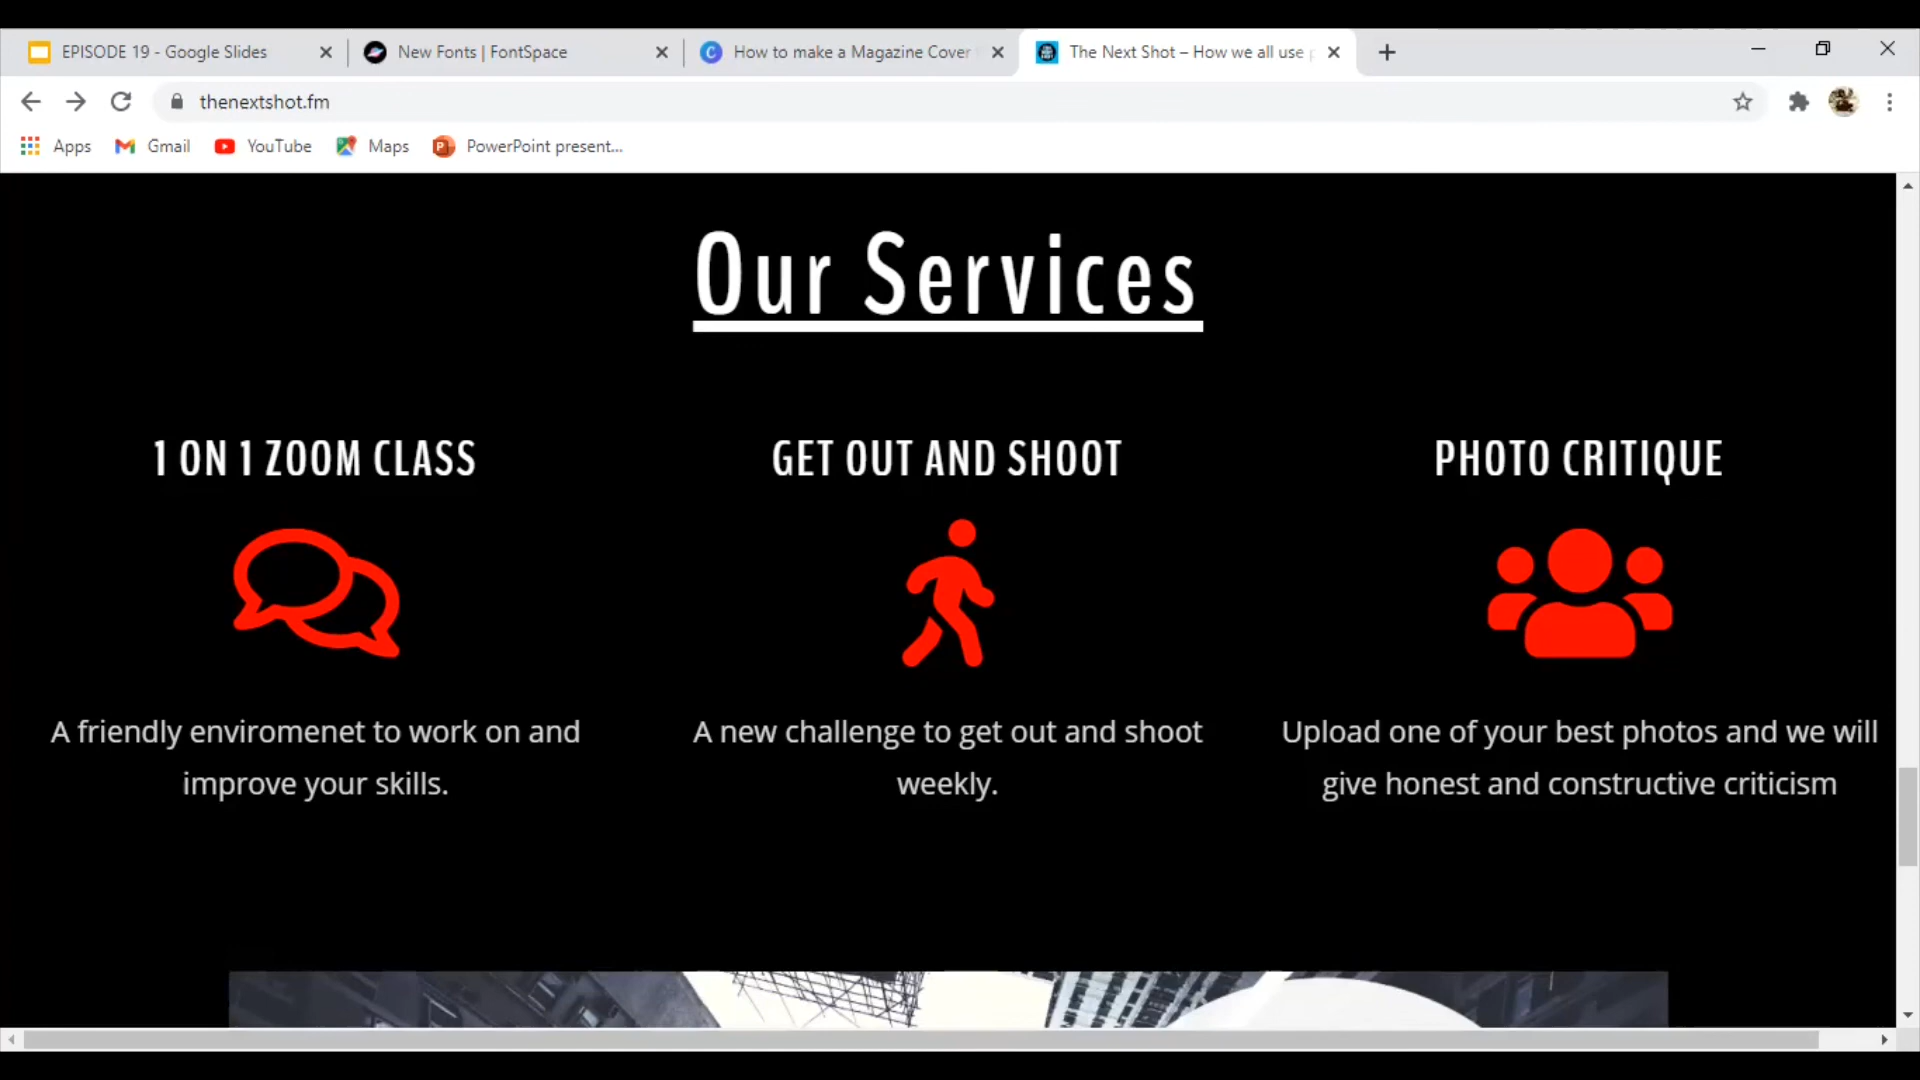 EPISODE 19 - Google Slides
New Fonts | FontSpace
How to make a Magazine Cover
The Next Shot – How we all use
thenextshot.fm
Apps
Gmail
YouTube
Maps
PowerPoint present...
Our Services
1 ON 1 ZOOM CLASS
GET OUT AND SHOOT
PHOTO CRITIQUE
A friendly enviromenet to work on and
improve your skills.
A new challenge to get out and shoot
weekly.
Upload one of your best photos and we will
give honest and constructive criticism